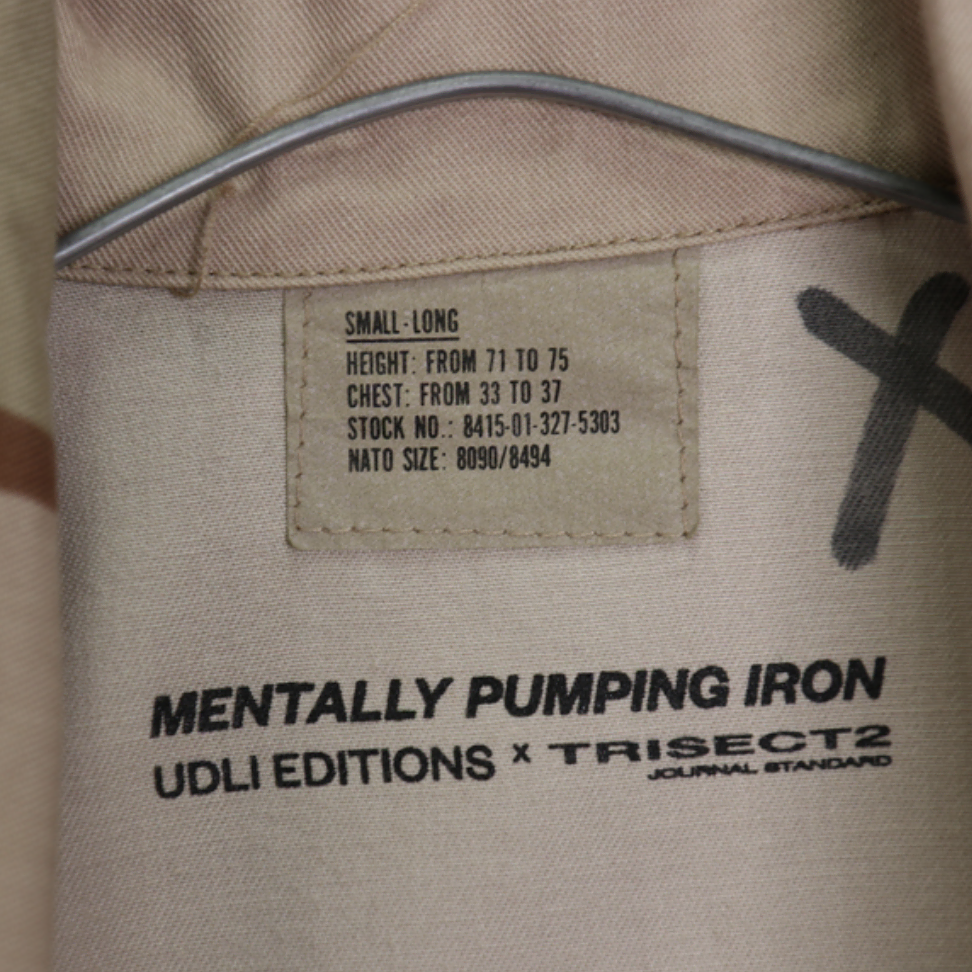 SMALL-LONG
HEIGHT: FROM 71 TO 75
CHEST: FROM 33 TO 37
STOCK NO.: 8415-01-327-5303
NATO SIZE: 8090/8494
X
MENTALLY PUMPING IRON
UDLI EDITIONS x TRISECT2
JOURNAL STANDARD